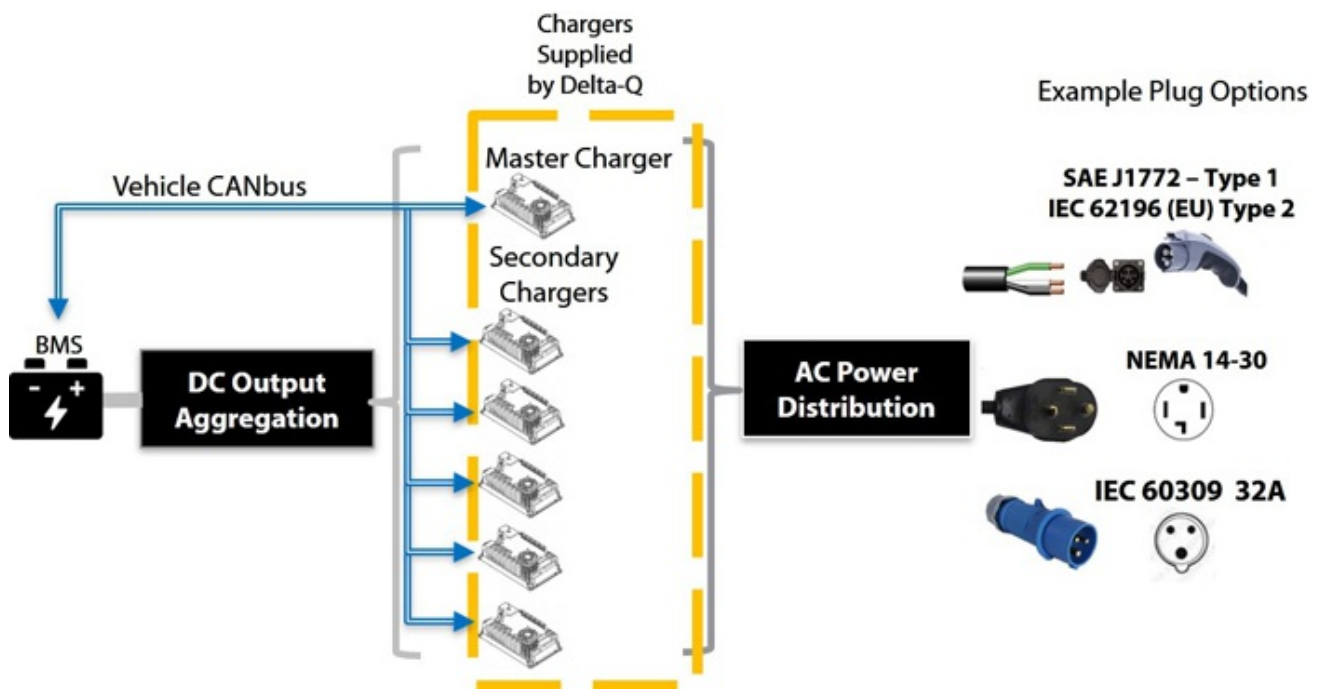 Chargers
Supplied
by Delta-Q
Example Plug Options
Master Charger
Vehicle CANbus
SAE J1772 – Type 1
IEC 62196 (EU) Type 2
Secondary
Chargers
BMS
- +
DC Output
Aggregation
AC Power
Distribution
NEMA 14-30
IEC 60309 32A